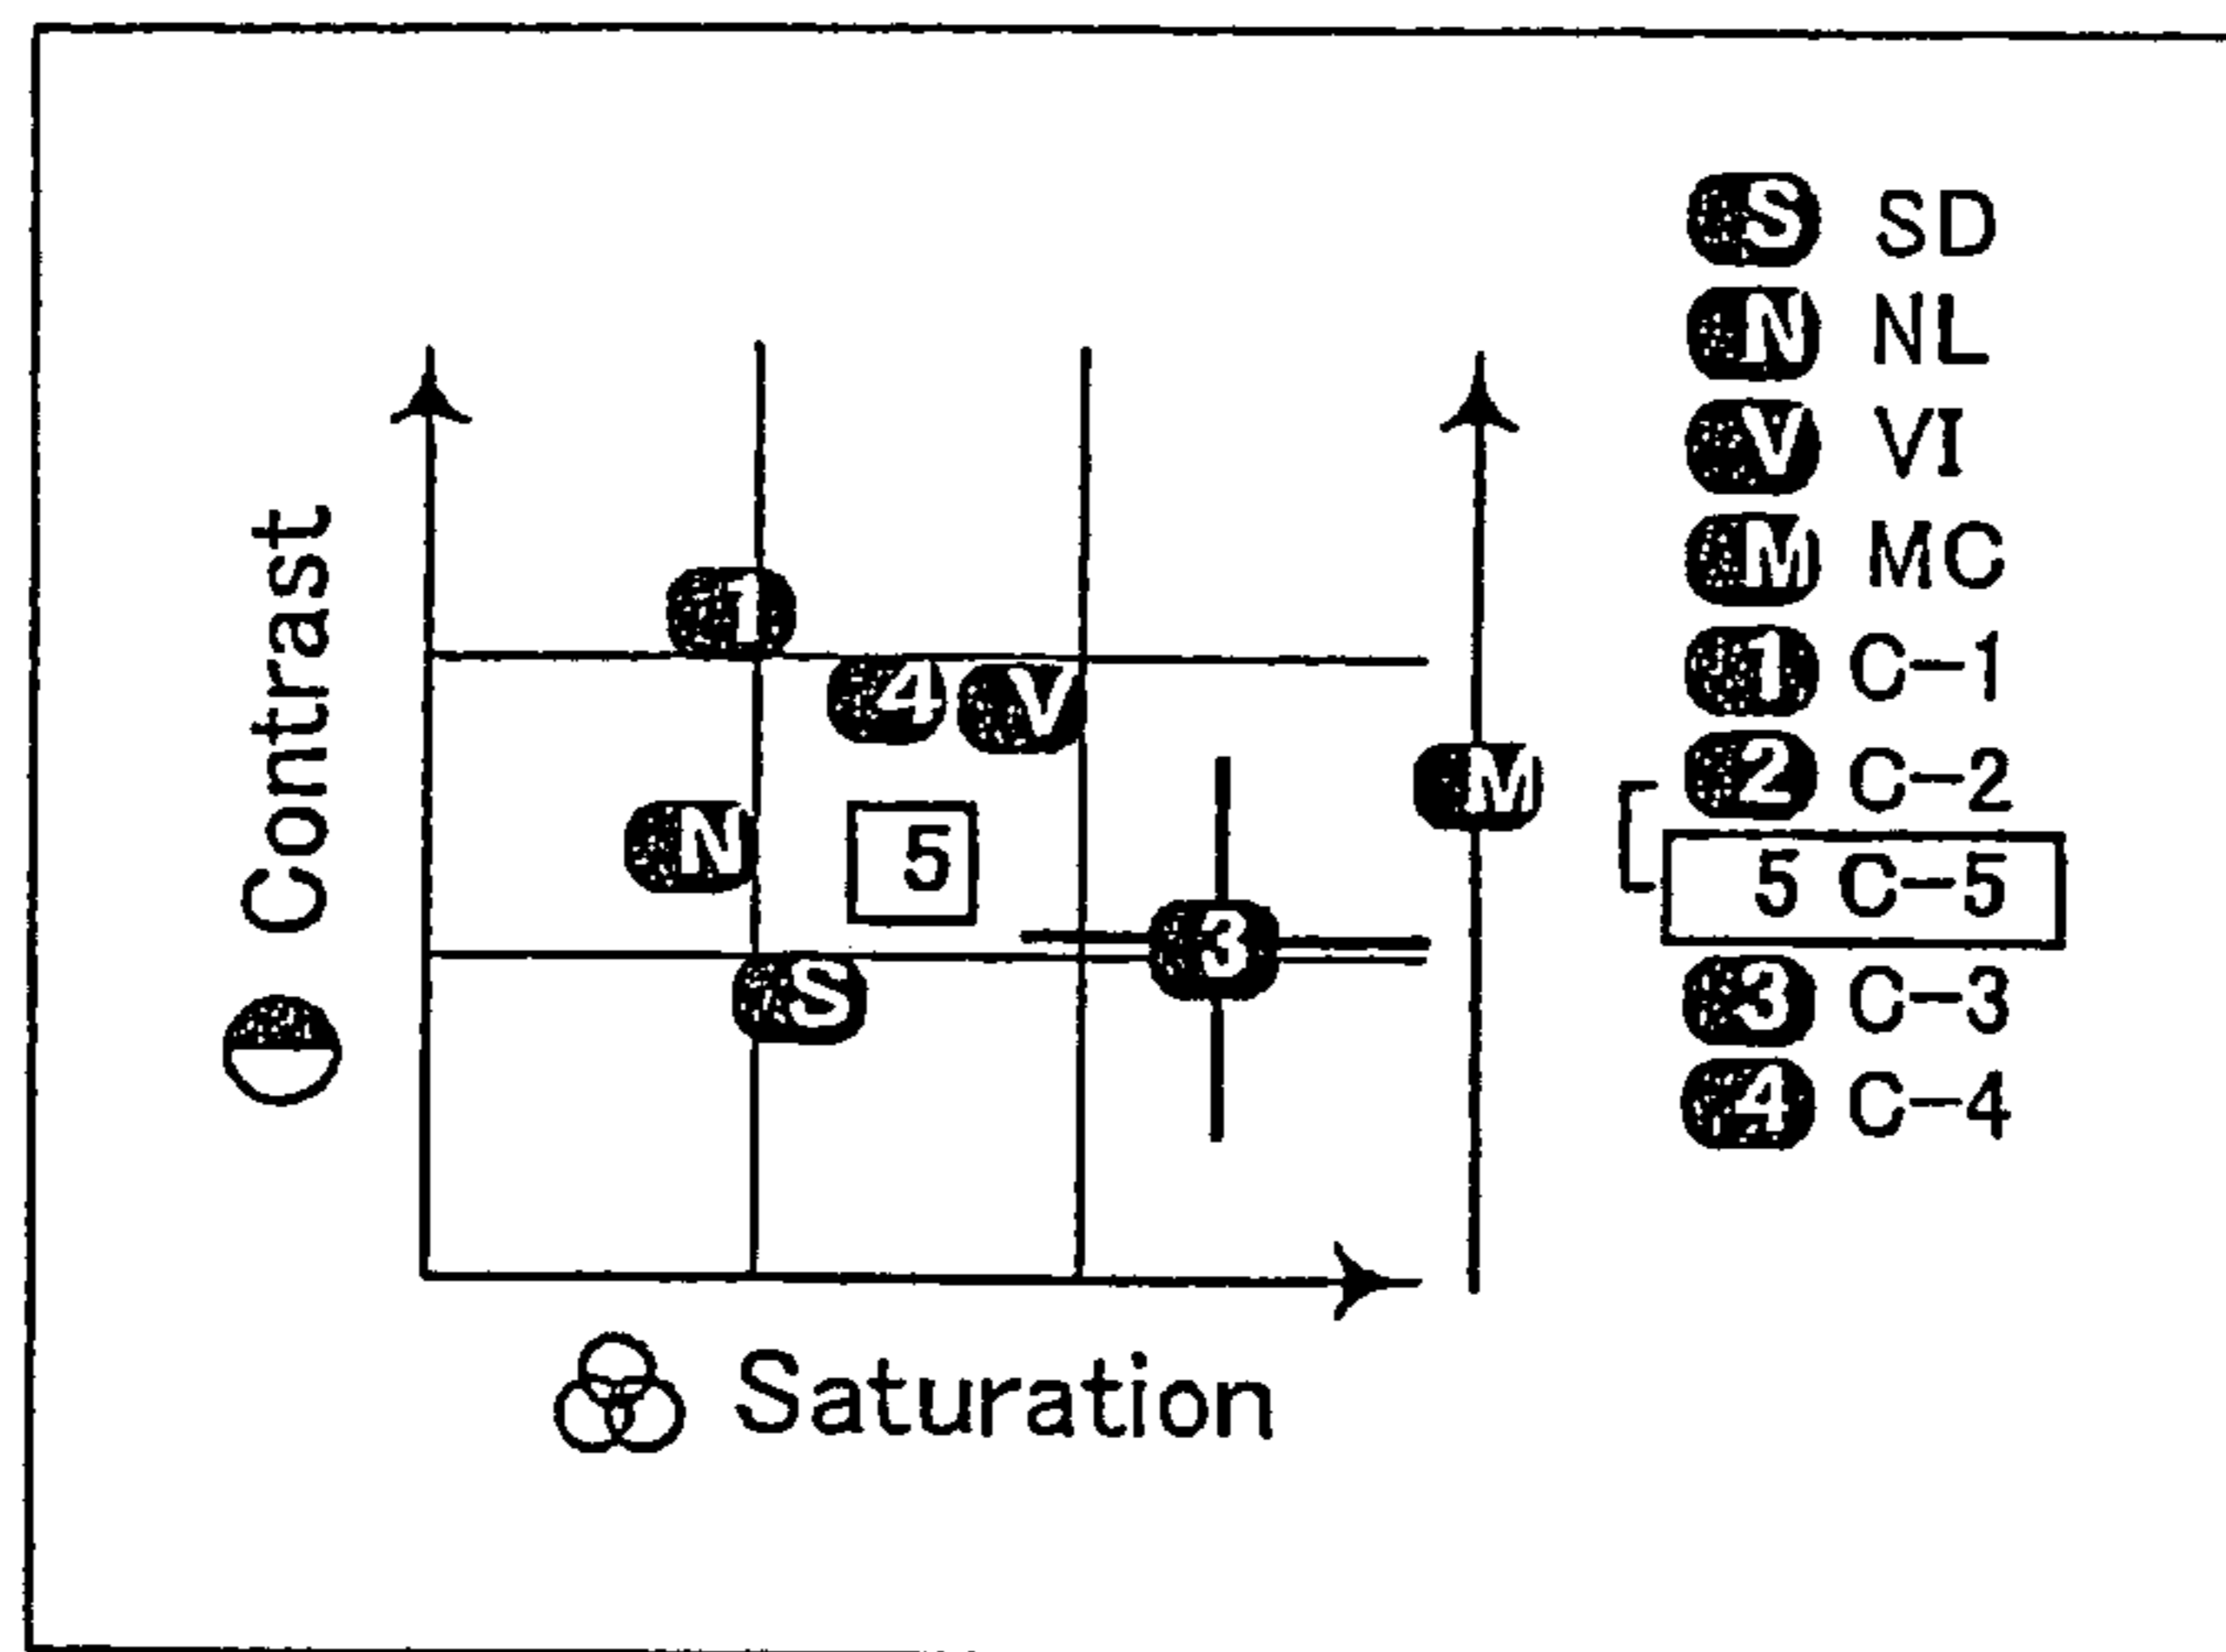 S SD
N NL
V VI
M MC
1 C-1
2 C-2
5 C-5
3 C-3
4 C-4
Contrast
1
4 V
M
N 5
3
S
Saturation